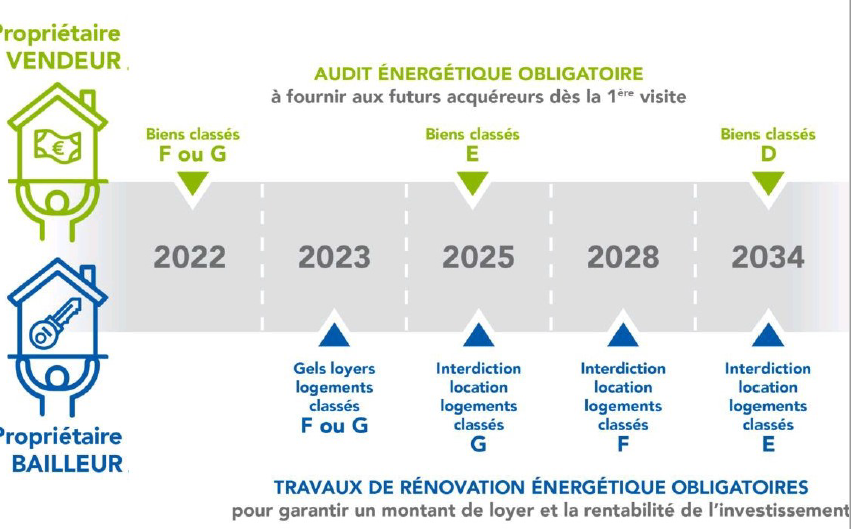 Propriétaire
VENDEUR
AUDIT ÉNERGÉTIQUE OBLIGATOIRE
à fournir aux futurs acquéreurs dès la 1ère visite
Biens classés
F ou G
Biens classés
E
Biens classés
D
€
2022
2023
2025
2028
2034
Gels loyers
logements
classés
F ou G
Interdiction
location
logements
classés
G
Interdiction
location
logements
classés
F
Interdiction
location
logements
classés
E
Propriétaire
BAILLEUR
TRAVAUX DE RÉNOVATION ÉNERGÉTIQUE OBLIGATOIRES
pour garantir un montant de loyer et la rentabilité de l'investissement